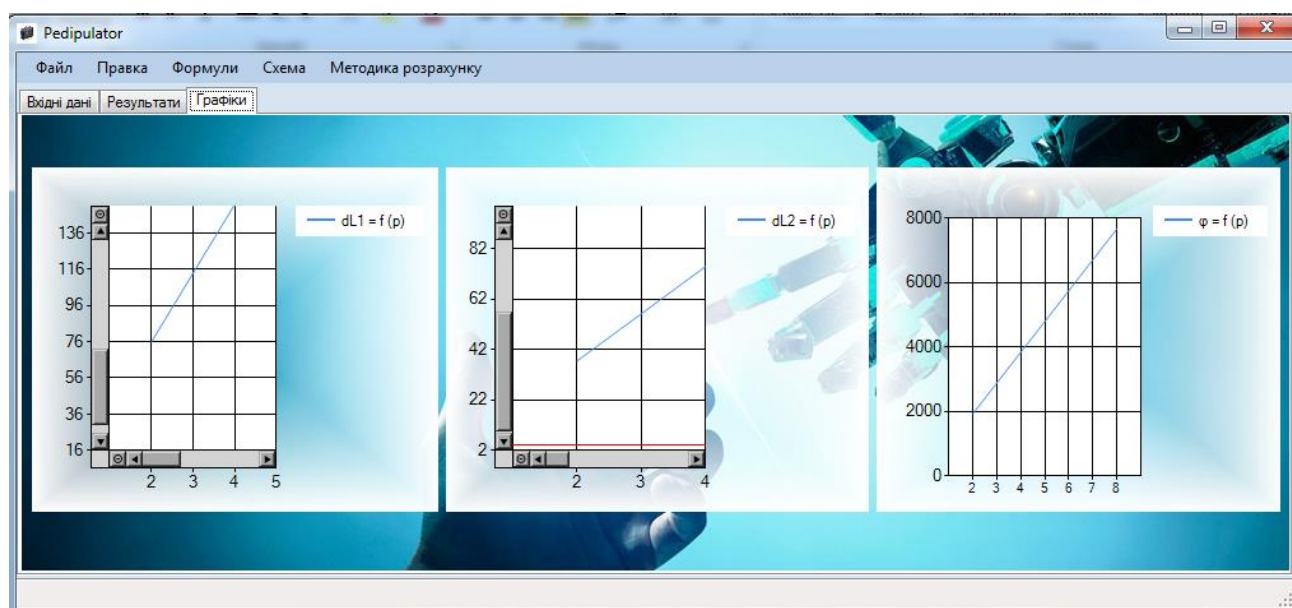 Pedipulator
Файл Правка Формули Схема Методика розрахунку
Вхідні дані Результати Графіки
136
116
96
76
56
36
16
2 3 4 5
dL1 = f (p)
82
62
42
22
2
2 3 4
dL2 = f (p)
8000
6000
4000
2000
0
2 3 4 5 6 7 8
φ = f (p)